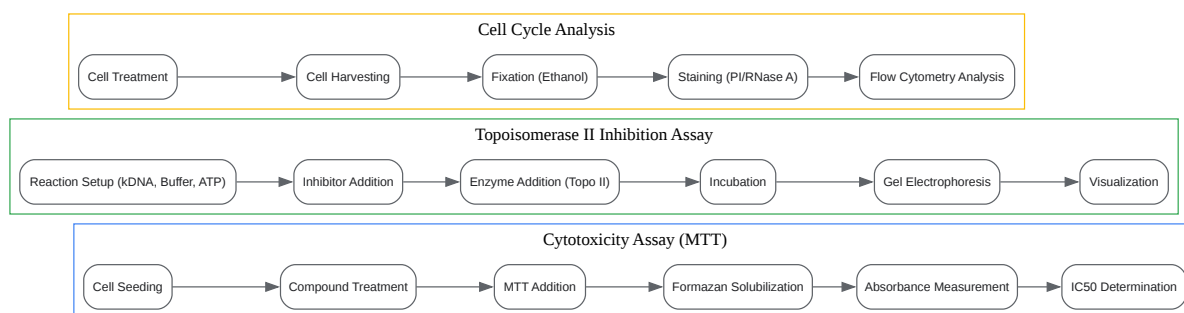 Cell Cycle Analysis
Cell Treatment
Cell Harvesting
Fixation (Ethanol)
Staining (PI/RNase A)
Flow Cytometry Analysis
Topoisomerase II Inhibition Assay
Reaction Setup (kDNA, Buffer, ATP)
Inhibitor Addition
Enzyme Addition (Topo II)
Incubation
Gel Electrophoresis
Visualization
Cytotoxicity Assay (MTT)
Cell Seeding
Compound Treatment
MTT Addition
Formazan Solubilization
Absorbance Measurement
IC50 Determination